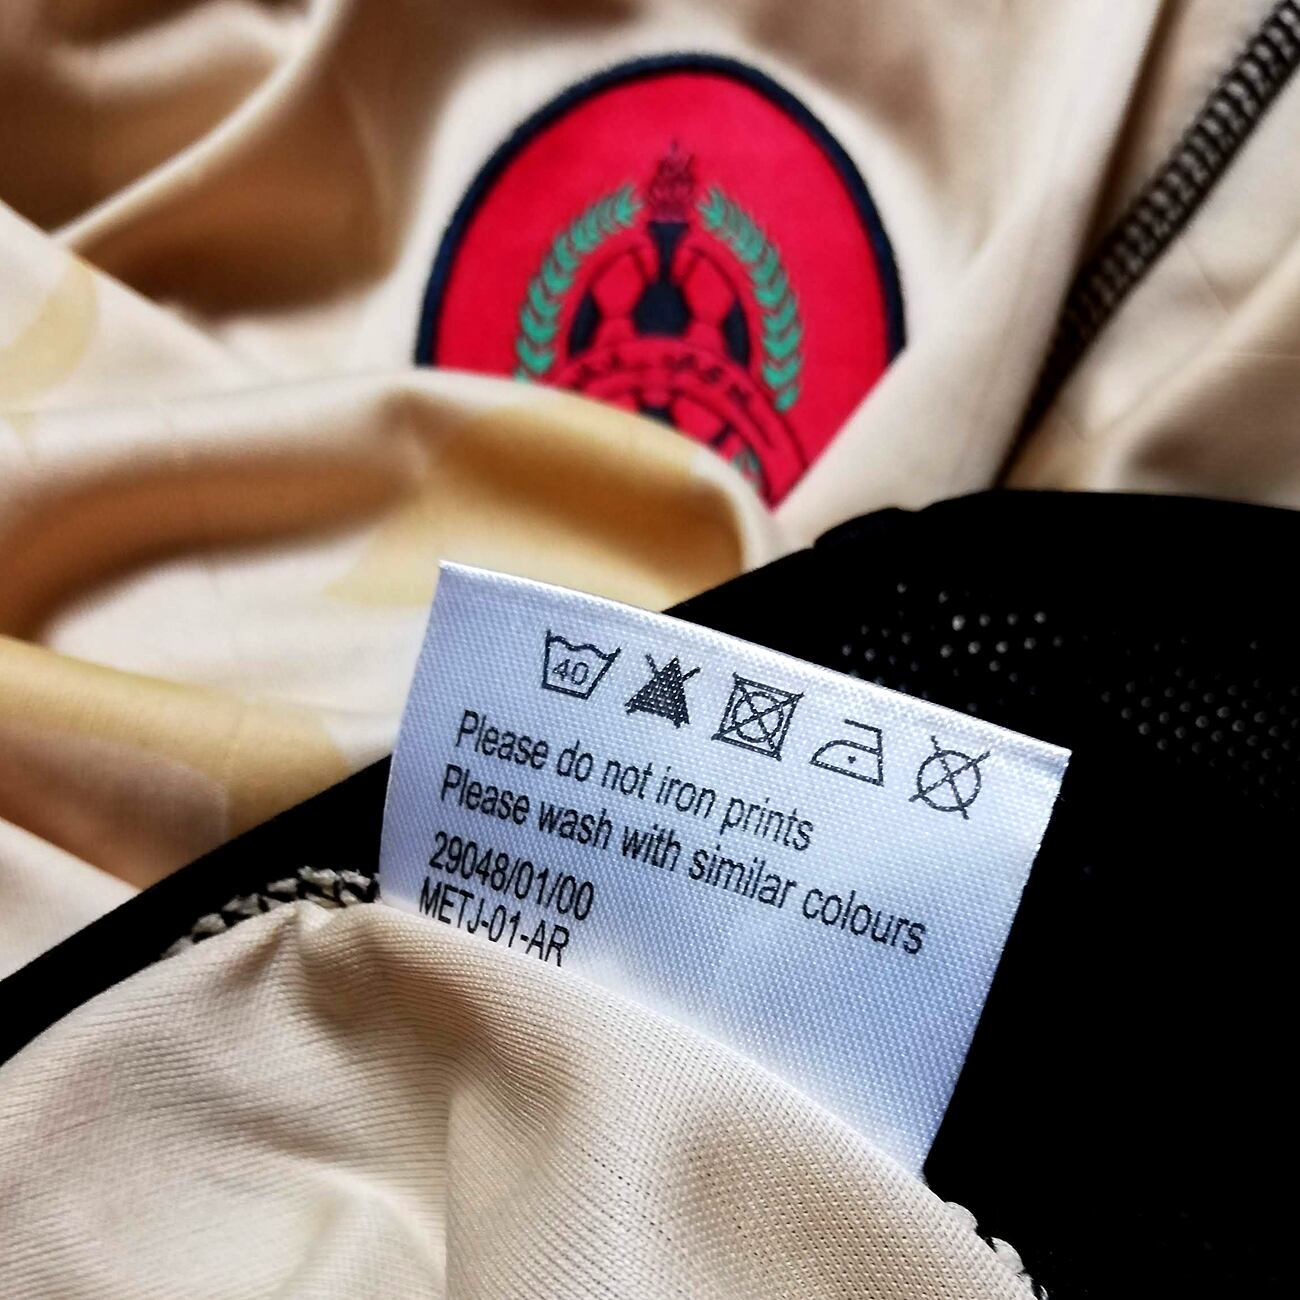 40
Please do not iron prints
Please wash with similar colours
29048/01/00
METJ-01-AR